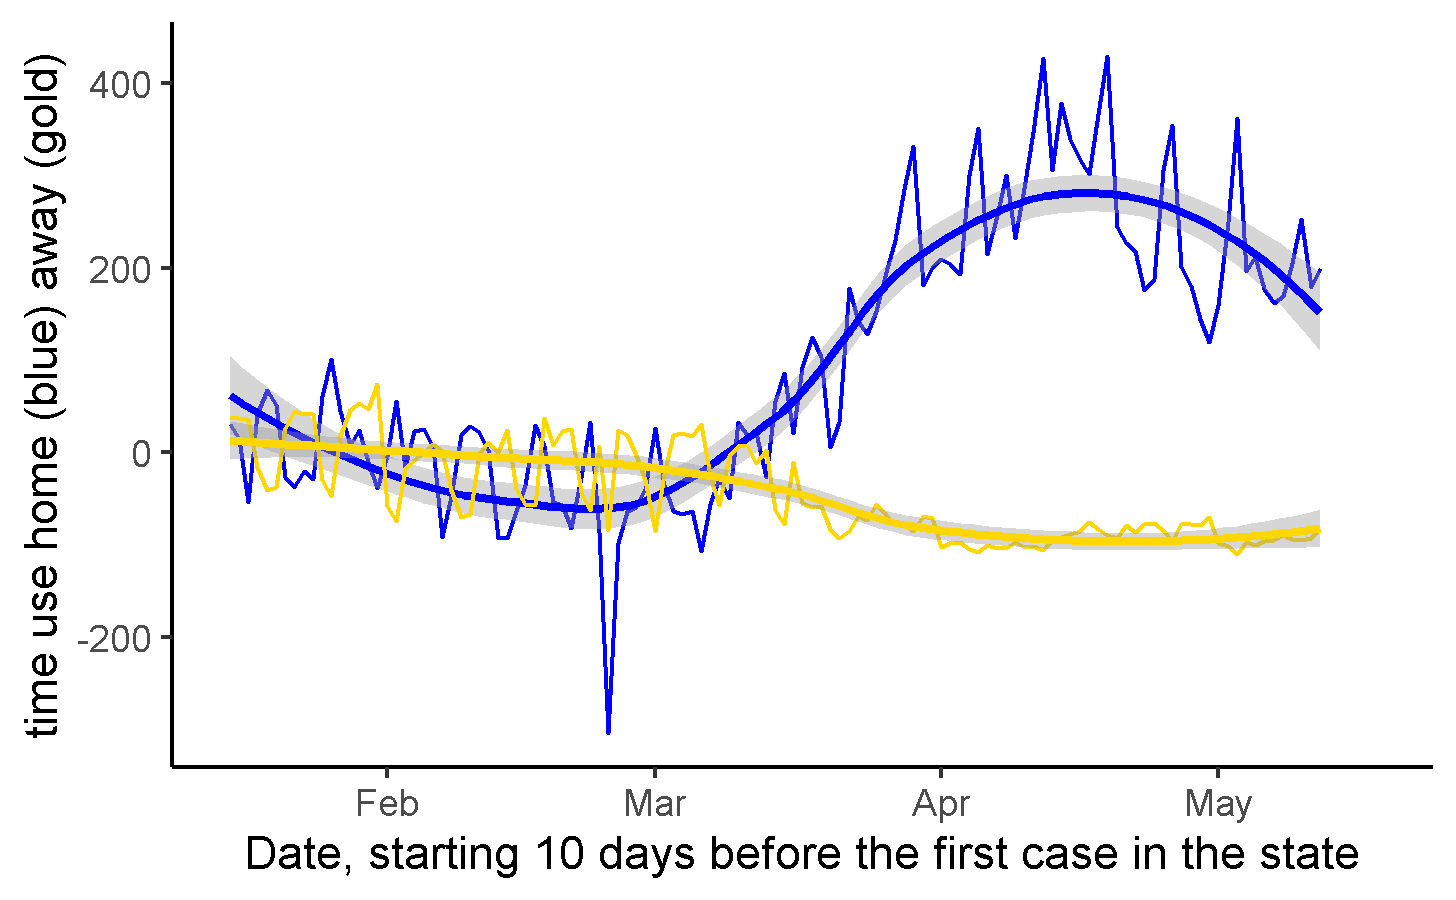 time use home (blue) away (gold)
400
200
0
-200
Feb Mar Apr May
Date, starting 10 days before the first case in the state